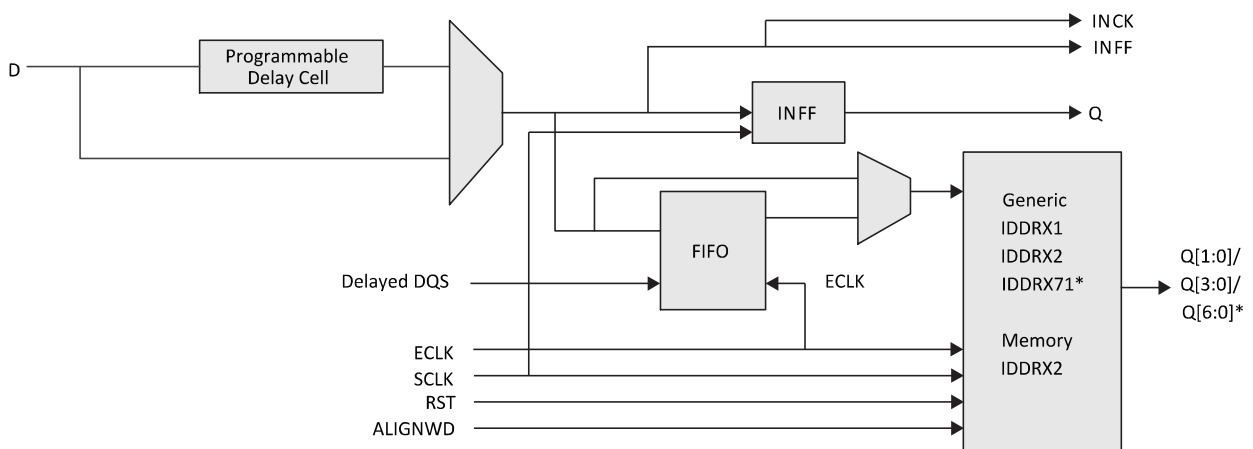 INCK
INFF
D
Programmable
Delay Cell
INFF
Q
FIFO
Delayed DQS
ECLK
ECLK
SCLK
RST
ALIGNWD
Generic
IDDRX1
IDDRX2
IDDRX71*
Memory
IDDRX2
Q[1:0]/
Q[3:0]/
Q[6:0]*